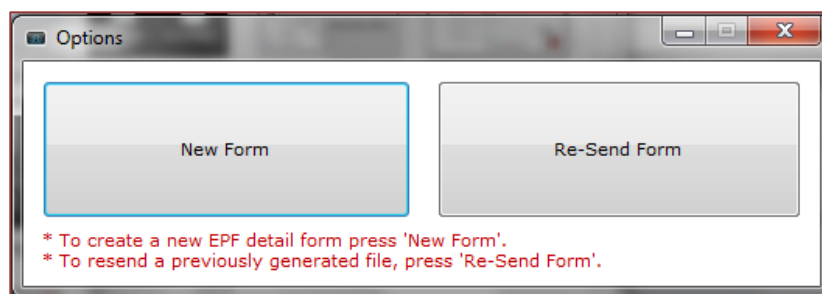 Options
New Form
Re-Send Form
* To create a new EPF detail form press 'New Form'.
* To resend a previously generated file, press 'Re-Send Form'.